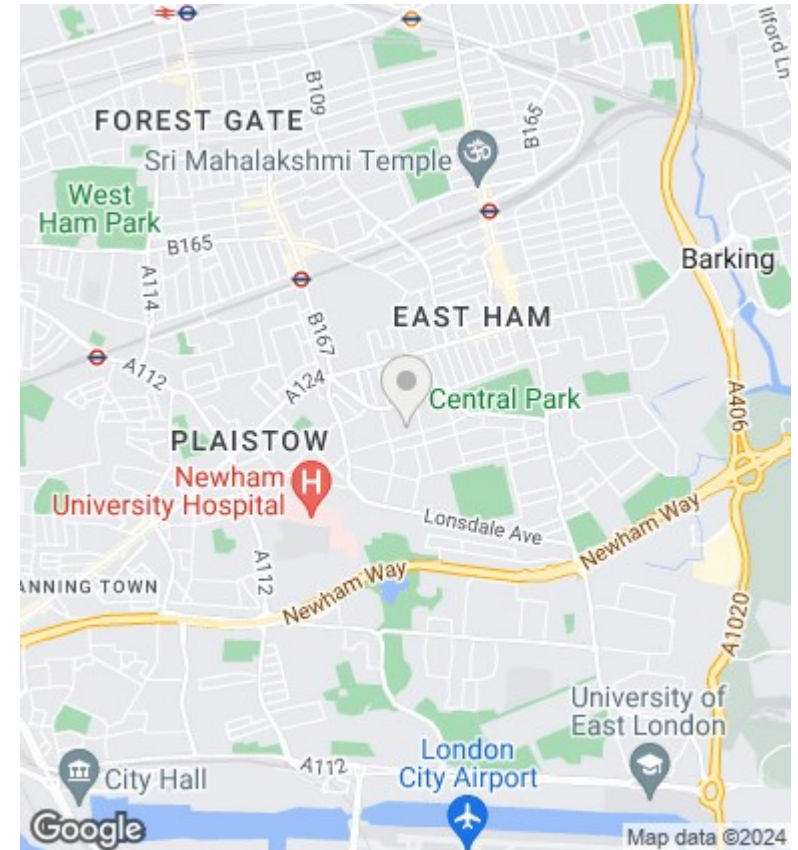 Ilford Ln
B109
B165
FOREST GATE
Sri Mahalakshmi Temple
West
Ham Park
B165
A114
Barking
EAST HAM
B167
A112
A124
A406
Central Park
PLAISTOW
Newham
University Hospital
H
Lonsdale Ave
Newham Way
A112
ANNING TOWN
Newham Way
A1020
University of
East London
A112
London
City Airport
City Hall
Google
Map data ©2024